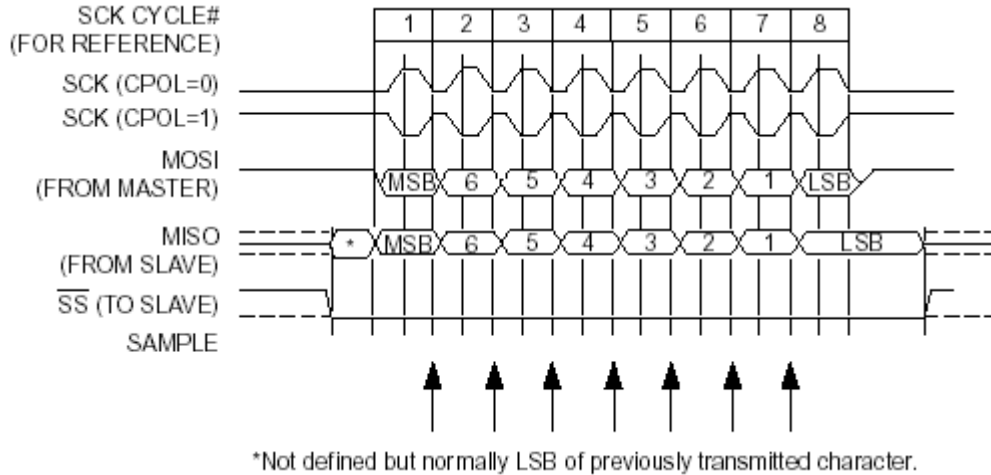 SCK CYCLE# 1 2 3 4 5 6 7 8
(FOR REFERENCE)
SCK (CPOL=0)
SCK (CPOL=1)
MOSI
(FROM MASTER) MSB 6 5 4 3 2 1 LSB
MISO * MSB 6 5 4 3 2 1 LSB
(FROM SLAVE)
SS (TO SLAVE)
SAMPLE
*Not defined but normally LSB of previously transmitted character.